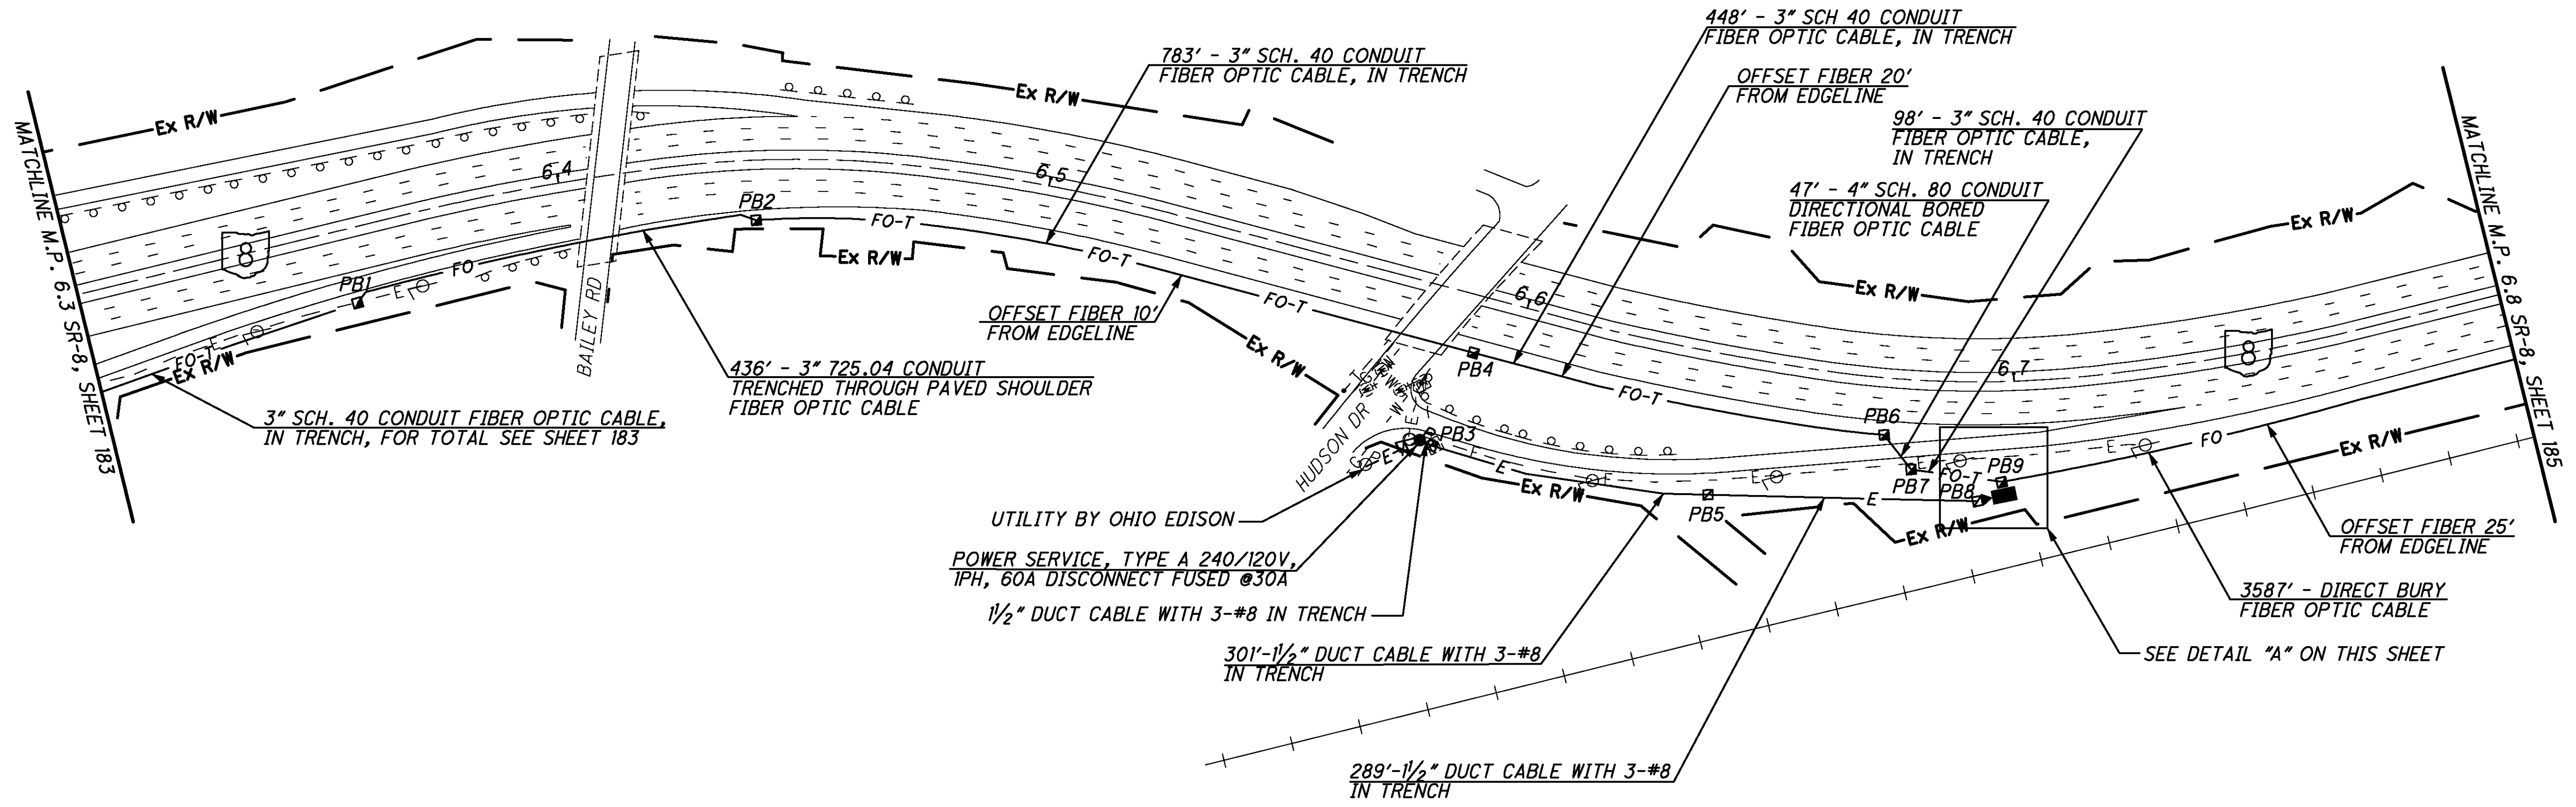 448' - 3" SCH 40 CONDUIT
FIBER OPTIC CABLE, IN TRENCH
783' - 3" SCH. 40 CONDUIT
FIBER OPTIC CABLE, IN TRENCH
OFFSET FIBER 20'
FROM EDGELINE
98' - 3" SCH. 40 CONDUIT
FIBER OPTIC CABLE,
IN TRENCH
47' - 4" SCH. 80 CONDUIT
DIRECTIONAL BORED
FIBER OPTIC CABLE
MATCHLINE M.P. 6.3 SR-8, SHEET 183
MATCHLINE M.P. 6.8 SR-8, SHEET 185
Ex R/W
Ex R/W
Ex R/W
Ex R/W
Ex R/W
Ex R/W
Ex R/W
Ex R/W
Ex R/W
Ex R/W
Ex R/W
6.4
6.5
6.6
6.7
8
8
PB1
PB2
PB3
PB4
PB5
PB6
PB7
PB8
PB9
FO
FO-T
FO-T
FO-T
FO-T
FO-T
FO-T
FO
E
E
E
E
E
E
E
BAILEY RD
HUDSON DR
OFFSET FIBER 10'
FROM EDGELINE
436' - 3" 725.04 CONDUIT
TRENCHED THROUGH PAVED SHOULDER
FIBER OPTIC CABLE
3" SCH. 40 CONDUIT FIBER OPTIC CABLE,
IN TRENCH, FOR TOTAL SEE SHEET 183
UTILITY BY OHIO EDISON
POWER SERVICE, TYPE A 240/120V,
1PH, 60A DISCONNECT FUSED @30A
1½" DUCT CABLE WITH 3-#8 IN TRENCH
301'-1½" DUCT CABLE WITH 3-#8
IN TRENCH
289'-1½" DUCT CABLE WITH 3-#8
IN TRENCH
OFFSET FIBER 25'
FROM EDGELINE
3587' - DIRECT BURY
FIBER OPTIC CABLE
SEE DETAIL "A" ON THIS SHEET